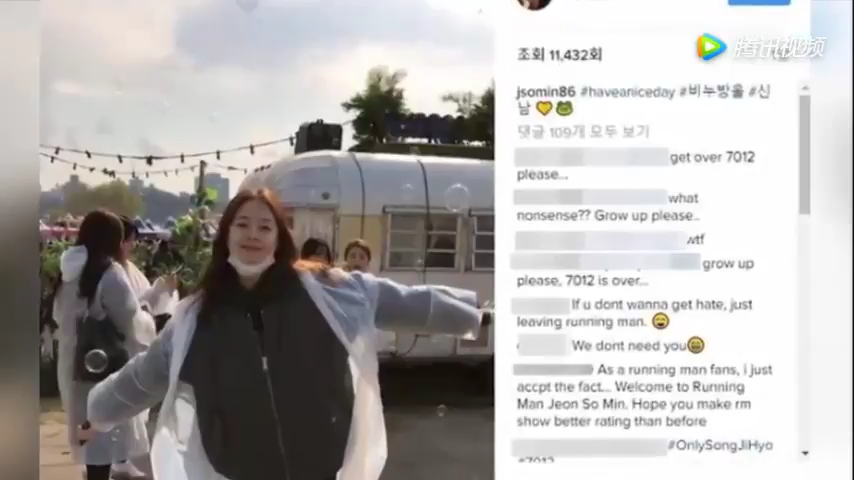 腾讯视频
조회 11,432회
jsomin86 #haveaniceday #비누방울 #신
남
댓글 109개 모두 보기
get over 7012
please...
what
nonsense?? Grow up please..
wtf
grow up
please, 7012 is over...
If u dont wanna get hate, just
leaving running man.
We dont need you
As a running man fans, i just
accpt the fact... Welcome to Running
Man Jeon So Min. Hope you make rm
show better rating than before
#OnlySongJiHyo
#7012